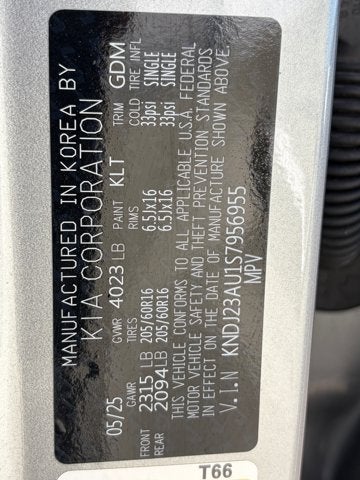 MANUFACTURED IN KOREA BY
KIA CORPORATION
05/25 GVWR 4023 LB PAINT KLT TRIM GDM
GAWR TIRES RIMS COLD TIRE INFL
FRONT 2315 LB 205/60R16 6.5Jx16 33psi SINGLE
REAR 2094LB 205/60R16 6.5Jx16 33psi SINGLE
THIS VEHICLE CONFORMS TO ALL APPLICABLE U.S.A. FEDERAL
MOTOR VEHICLE SAFETY AND THEFT PREVENTION STANDARDS
IN EFFECT ON THE DATE OF MANUFACTURE SHOWN ABOVE.
V.I.N KNDJ23AU1S7956955
MPV
T66